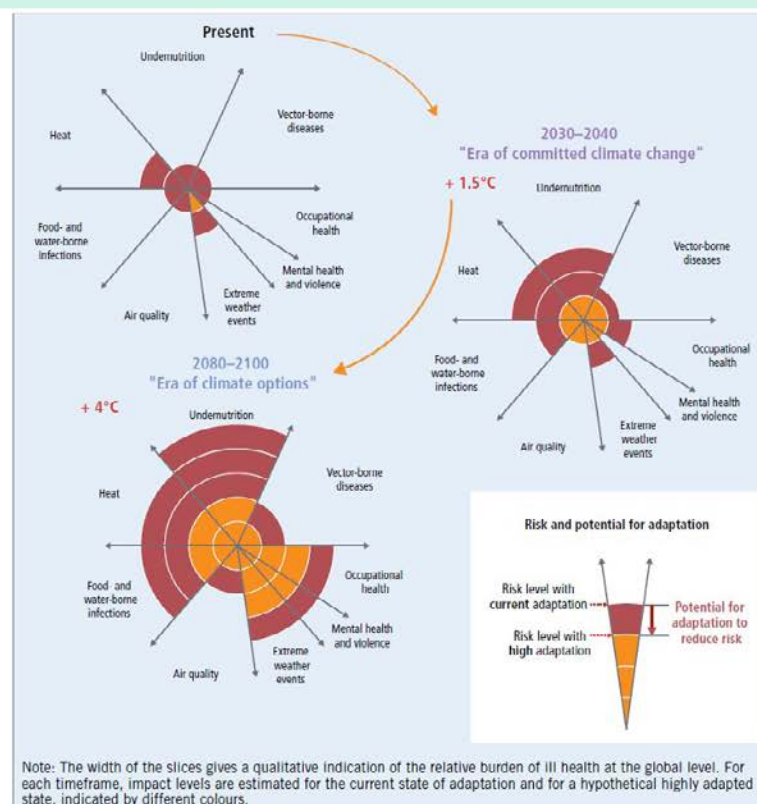 Present
Undernutrition
Heat
Vector-borne
diseases
Food- and
water-borne
infections
Occupational
health
Mental health
and violence
Extreme
weather
events
Air quality
2030–2040
"Era of committed climate change"
+ 1.5°C
Undernutrition
Heat
Vector-borne
diseases
Food- and
water-borne
infections
Occupational
health
Mental health
and violence
Extreme
weather
events
Air quality
2080–2100
"Era of climate options"
+ 4°C
Undernutrition
Heat
Vector-borne
diseases
Food- and
water-borne
infections
Occupational
health
Mental health
and violence
Extreme
weather
events
Air quality
Risk and potential for adaptation
Risk level with
current adaptation
Risk level with
high adaptation
Potential for
adaptation to
reduce risk
Note: The width of the slices gives a qualitative indication of the relative burden of ill health at the global level. For
each timeframe, impact levels are estimated for the current state of adaptation and for a hypothetical highly adapted
state, indicated by different colours.